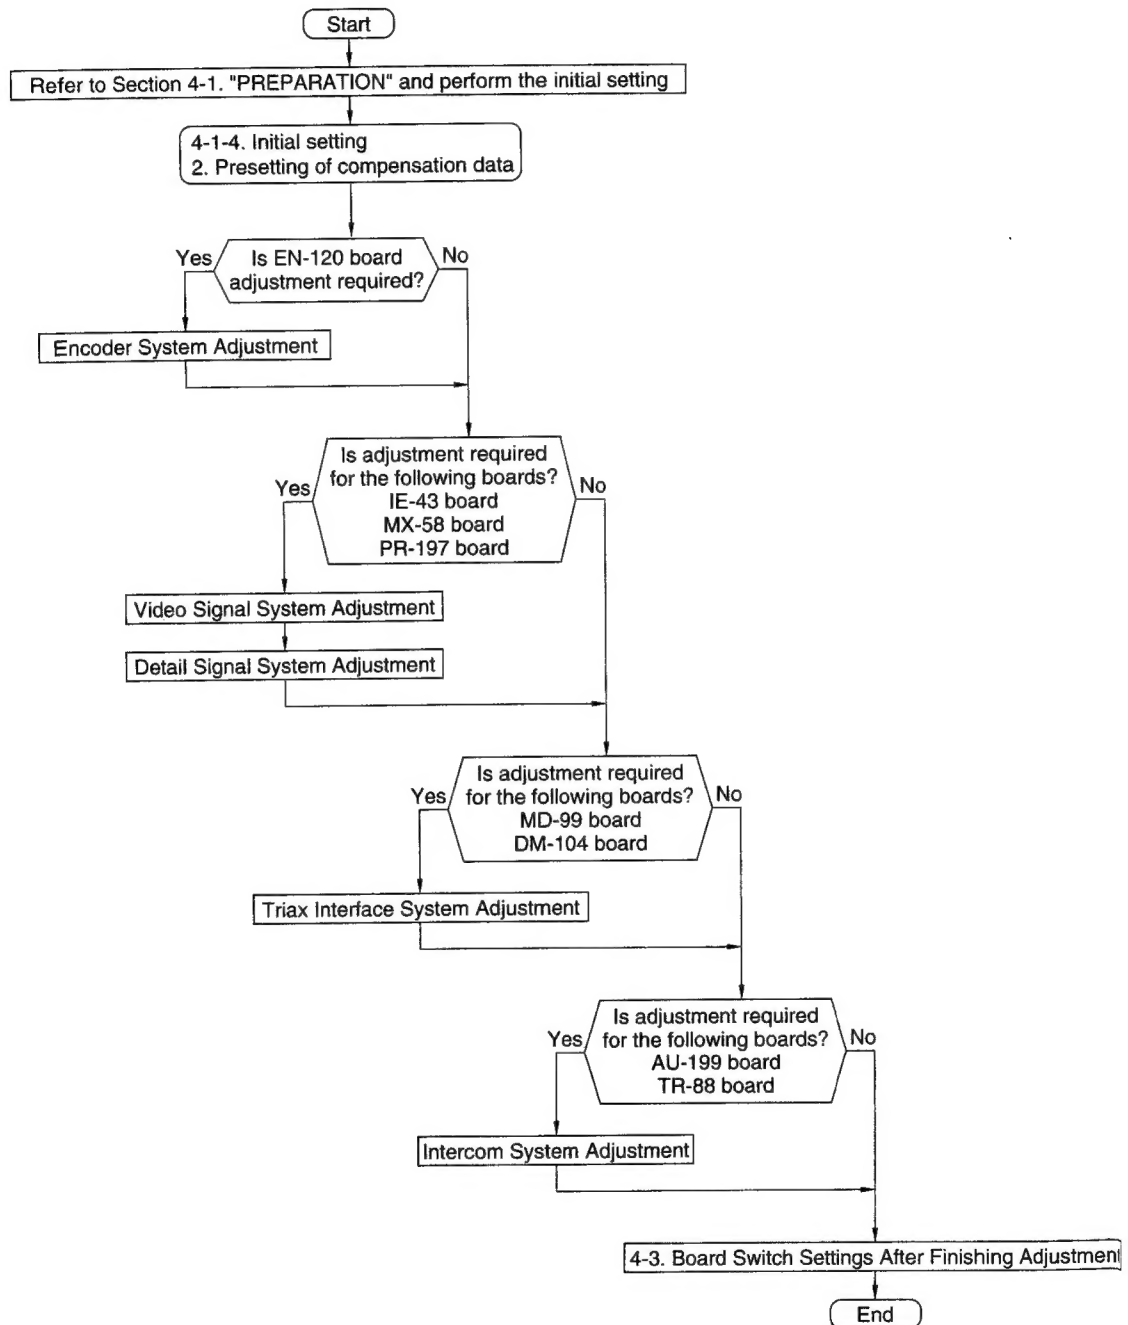 Start
Refer to Section 4-1. "PREPARATION" and perform the initial setting
4-1-4. Initial setting
2. Presetting of compensation data
Yes
Is EN-120 board
adjustment required?
No
Encoder System Adjustment
Is adjustment required
for the following boards?
IE-43 board
MX-58 board
PR-197 board
Yes
No
Video Signal System Adjustment
Detail Signal System Adjustment
Is adjustment required
for the following boards?
MD-99 board
DM-104 board
Yes
No
Triax Interface System Adjustment
Is adjustment required
for the following boards?
AU-199 board
TR-88 board
Yes
No
Intercom System Adjustment
4-3. Board Switch Settings After Finishing Adjustment
End